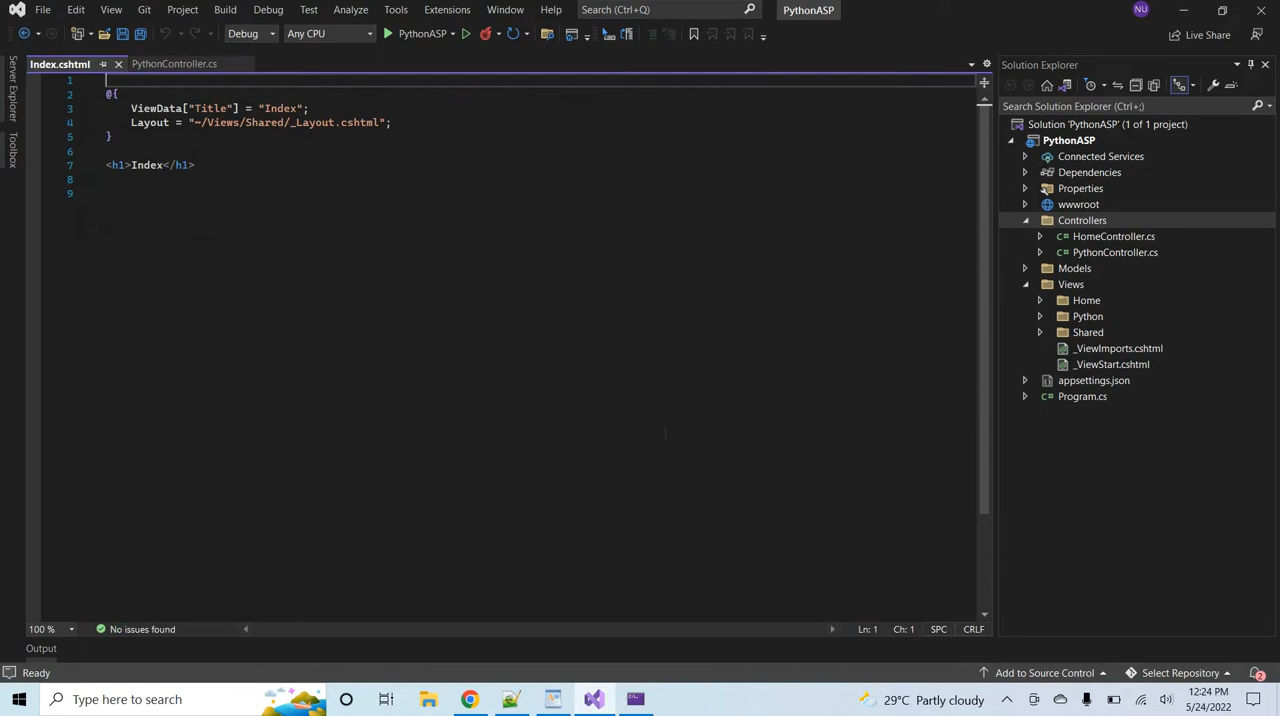 File Edit View Git Project Build Debug Test Analyze Tools Extensions Window Help Search (Ctrl+Q) PythonASP NU
Debug Any CPU PythonASP Live Share
Server Explorer
Toolbox
Index.cshtml PythonController.cs
1
2 @{
3 ViewData["Title"] = "Index";
4 Layout = "~/Views/Shared/_Layout.cshtml";
5 }
6
7 <h1>Index</h1>
8
9
100 % No issues found Ln: 1 Ch: 1 SPC CRLF
Output
Solution Explorer
Search Solution Explorer (Ctrl+;)
Solution 'PythonASP' (1 of 1 project)
PythonASP
Connected Services
Dependencies
Properties
wwwroot
Controllers
C# HomeController.cs
C# PythonController.cs
Models
Views
Home
Python
Shared
_ViewImports.cshtml
_ViewStart.cshtml
appsettings.json
C# Program.cs
Ready Add to Source Control Select Repository 2
Type here to search 29°C Partly cloudy 12:24 PM
5/24/2022